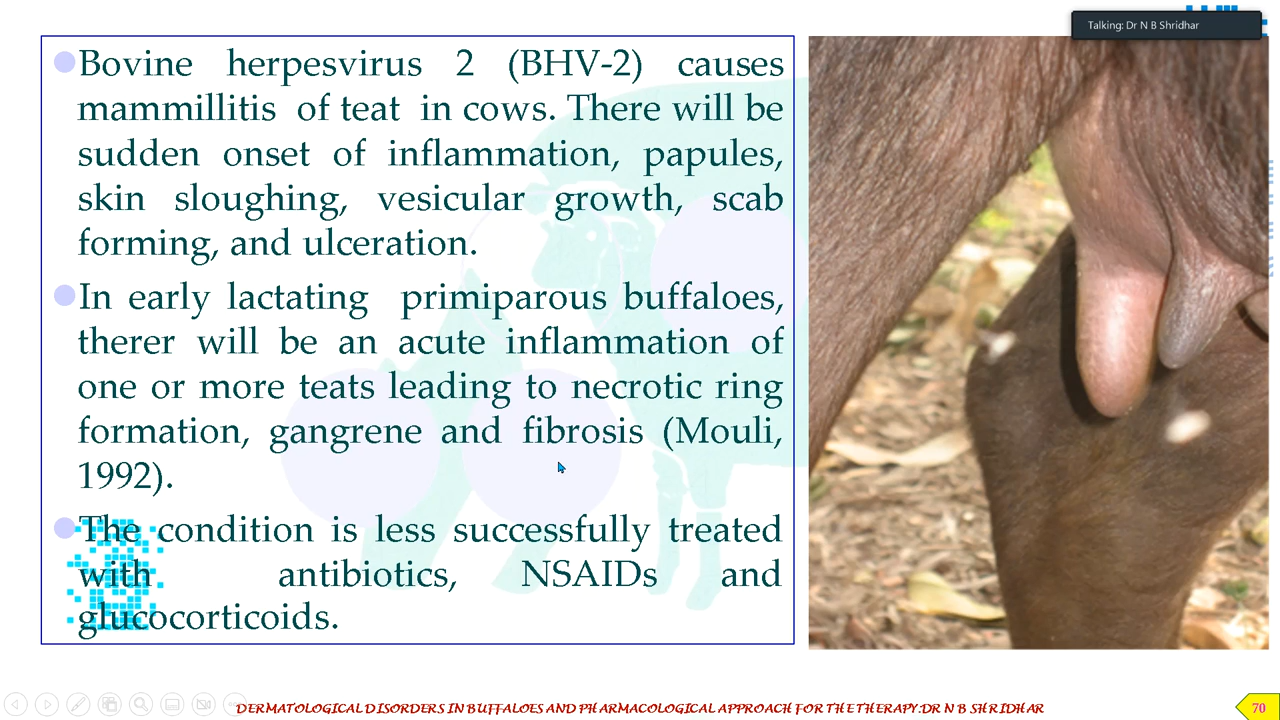 Talking: Dr N B Shridhar
Bovine herpesvirus 2 (BHV-2) causes
mammillitis of teat in cows. There will be
sudden onset of inflammation, papules,
skin sloughing, vesicular growth, scab
forming, and ulceration.
In early lactating primiparous buffaloes,
therer will be an acute inflammation of
one or more teats leading to necrotic ring
formation, gangrene and fibrosis (Mouli,
1992).
The condition is less successfully treated
with antibiotics, NSAIDs and
glucocorticoids.
DERMATOLOGICAL DISORDERS IN BUFFALOES AND PHARMACOLOGICAL APPROACH FOR THE THERAPY:DR N B SHRIDHAR
70